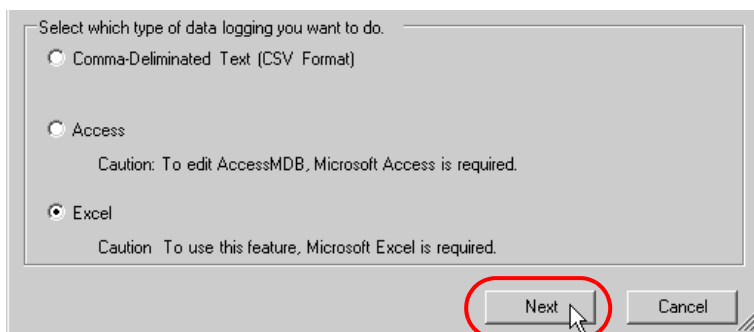 Select which type of data logging you want to do.
Comma-Deliminated Text (CSV Format)
Access
Caution: To edit AccessMDB, Microsoft Access is required.
Excel
Caution  To use this feature, Microsoft Excel is required.
Next
Cancel